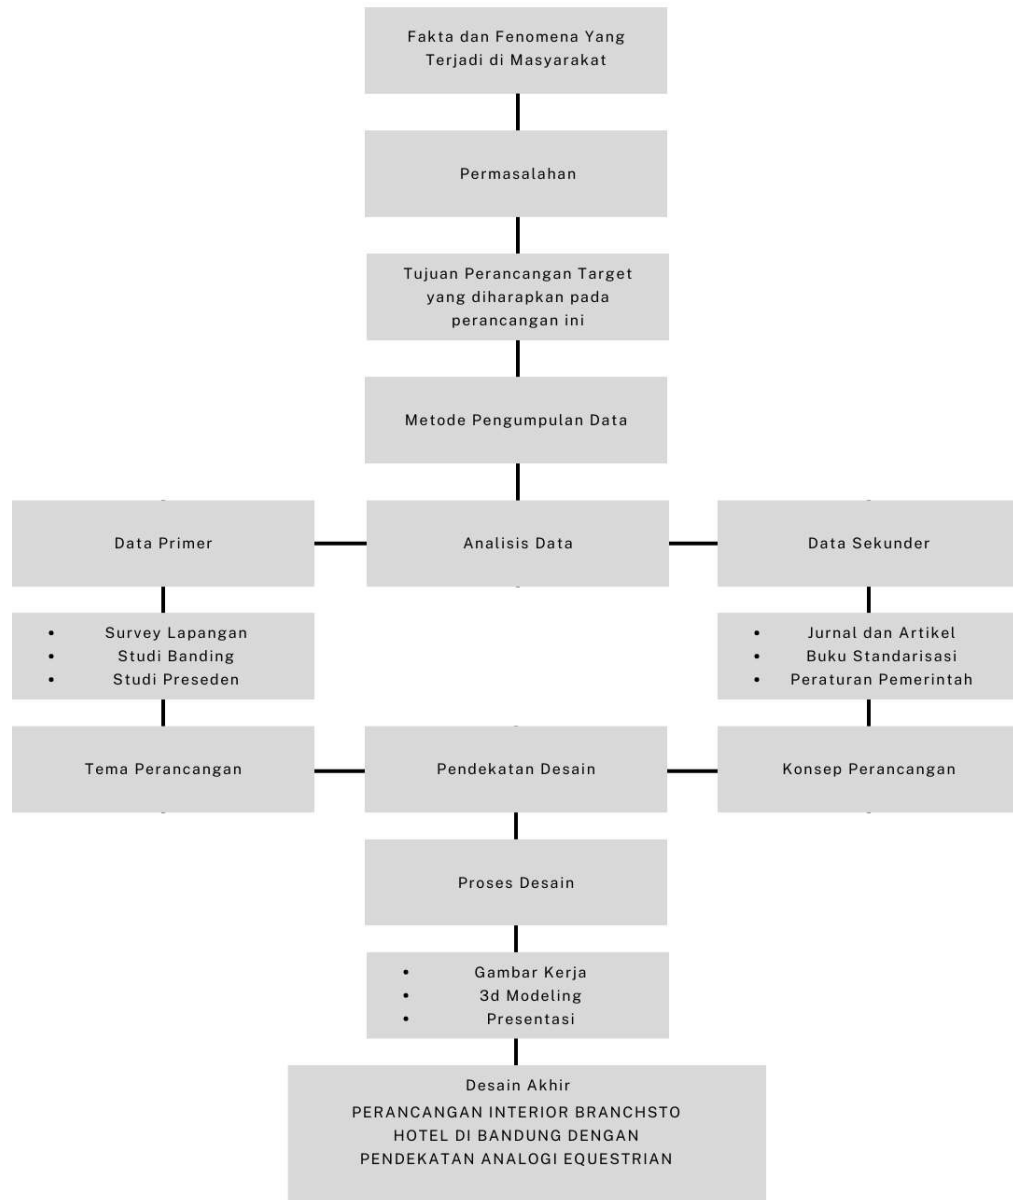 Fakta dan Fenomena Yang
Terjadi di Masyarakat
Permasalahan
Tujuan Perancangan Target
yang diharapkan pada
perancangan ini
Metode Pengumpulan Data
Data Primer
Analisis Data
Data Sekunder
• Survey Lapangan
• Studi Banding
• Studi Preseden
• Jurnal dan Artikel
• Buku Standarisasi
• Peraturan Pemerintah
Tema Perancangan
Pendekatan Desain
Konsep Perancangan
Proses Desain
• Gambar Kerja
• 3d Modeling
• Presentasi
Desain Akhir
PERANCANGAN INTERIOR BRANCHSTO
HOTEL DI BANDUNG DENGAN
PENDEKATAN ANALOGI EQUESTRIAN